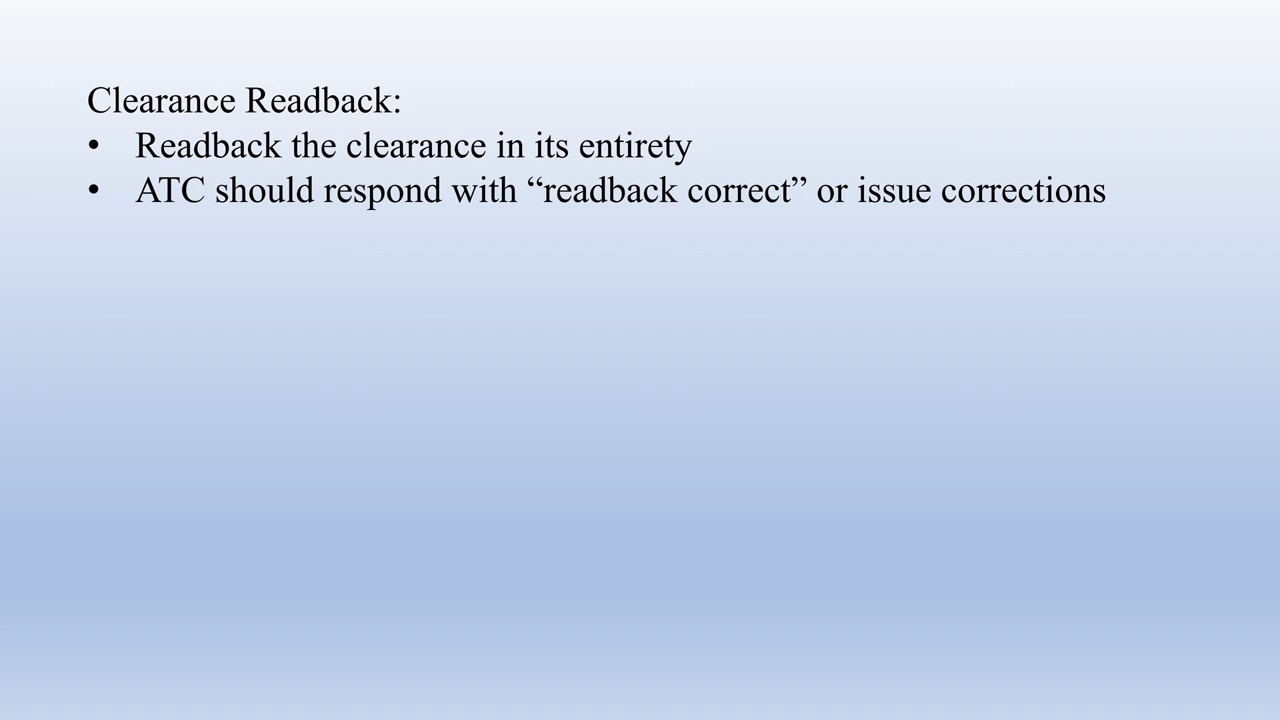 Clearance Readback:
• Readback the clearance in its entirety
• ATC should respond with “readback correct” or issue corrections